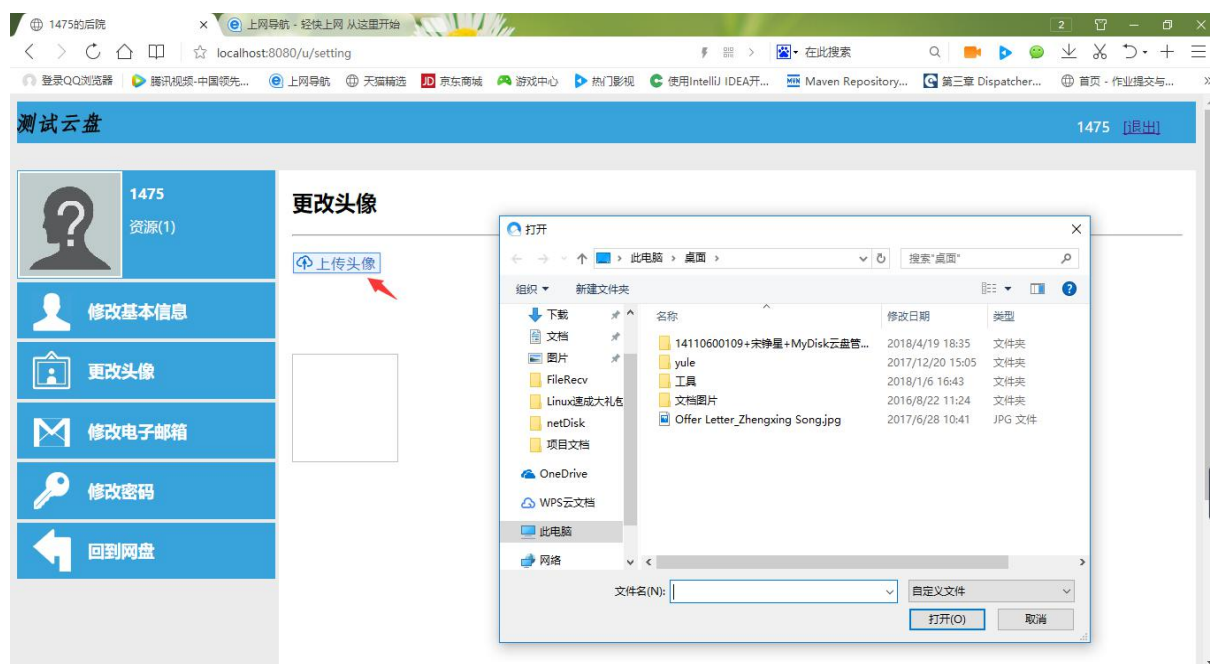 1475的后院
上网导航 - 轻快上网 从这里开始
2
localhost:8080/u/setting
在此搜索
登录QQ浏览器
腾讯视频-中国领先...
上网导航
天猫精选
JD 京东商城
游戏中心
热门影视
使用IntelliJ IDEA开...
Maven Repository...
第三章 Dispatcher...
首页 - 作业提交与...
测试云盘
1475 [退出]
1475
资源(1)
修改基本信息
更改头像
修改电子邮箱
修改密码
回到网盘
更改头像
上传头像
打开
此电脑 › 桌面 ›
搜索"桌面"
组织
新建文件夹
下载
文档
图片
FileRecv
Linux速成大礼包
netDisk
项目文档
OneDrive
WPS云文档
此电脑
网络
名称 修改日期 类型
14110600109+宋铮星+MyDisk云盘管... 2018/4/19 18:35 文件夹
yule 2017/12/20 15:05 文件夹
工具 2018/1/6 16:43 文件夹
文档图片 2016/8/22 11:24 文件夹
Offer Letter_Zhengxing Song.jpg 2017/6/28 10:41 JPG 文件
文件名(N):
自定义文件
打开(O)
取消